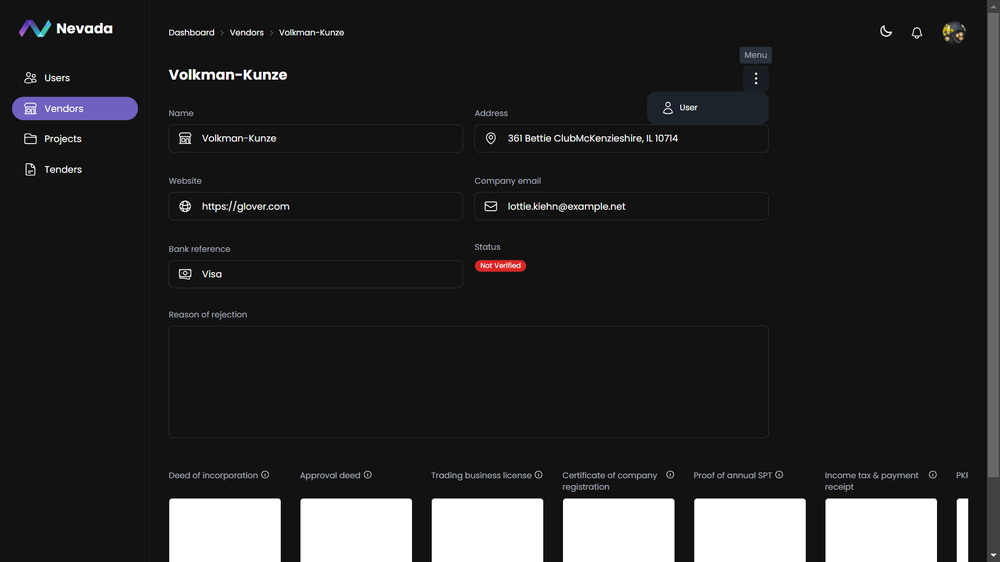 Nevada
Users
Vendors
Projects
Tenders
Dashboard > Vendors > Volkman-Kunze
Menu
Volkman-Kunze
User
Name
Volkman-Kunze
Address
361 Bettie ClubMcKenzieshire, IL 10714
Website
https://glover.com
Company email
lottie.kiehn@example.net
Bank reference
Visa
Status
Not Verified
Reason of rejection
Deed of incorporation
Approval deed
Trading business license
Certificate of company
registration
Proof of annual SPT
Income tax & payment
receipt